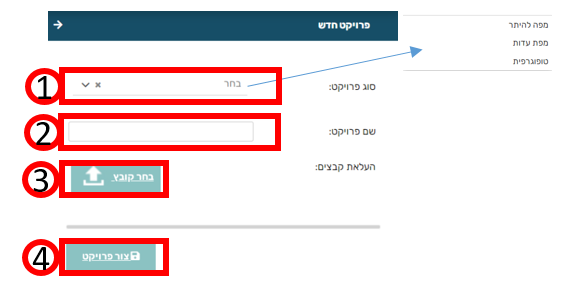 פרויקט חדש
מפה להיתר
מפת עדות
טופוגרפית
1
סוג פרויקט:
בחר
2
שם פרויקט:
3
העלאת קבצים:
בחר קובץ
4
צור פרויקט